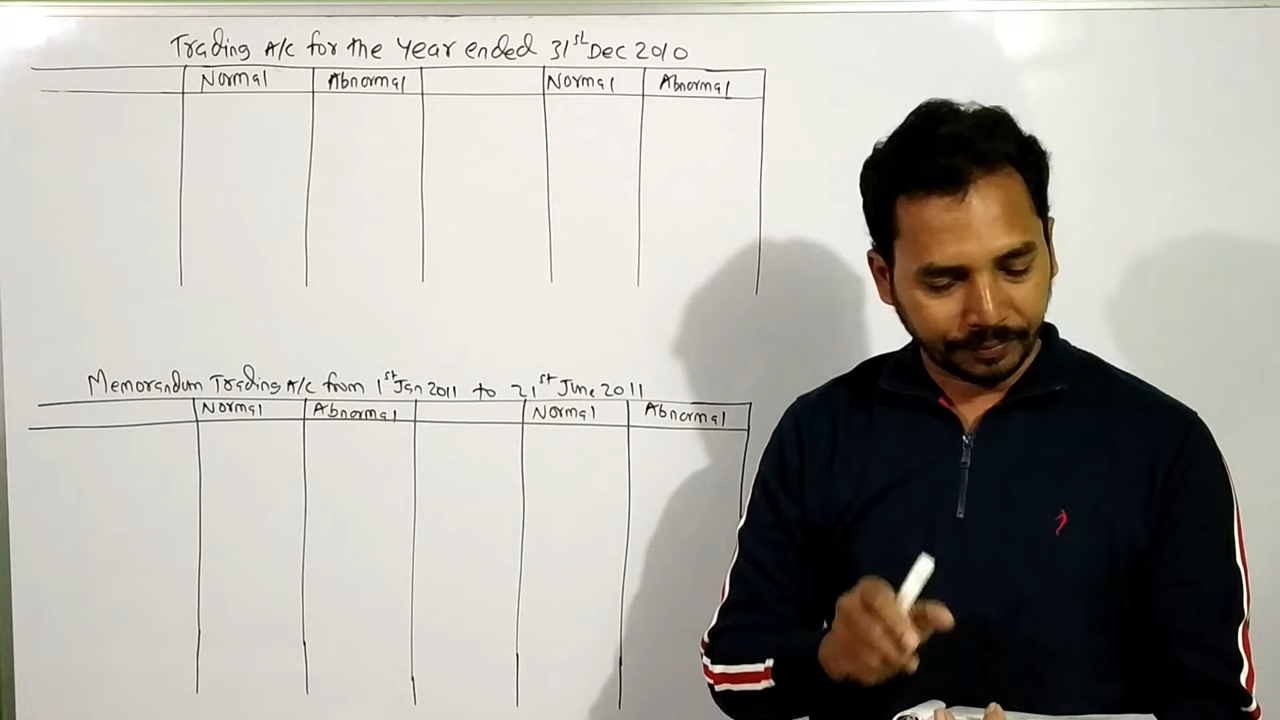 Trading A/c for the Year ended 31st Dec 2010
Normal Abnormal Normal Abnormal
Memorandum Trading A/c from 1st Jan 2011 to 21st June 2011
Normal Abnormal Normal Abnormal